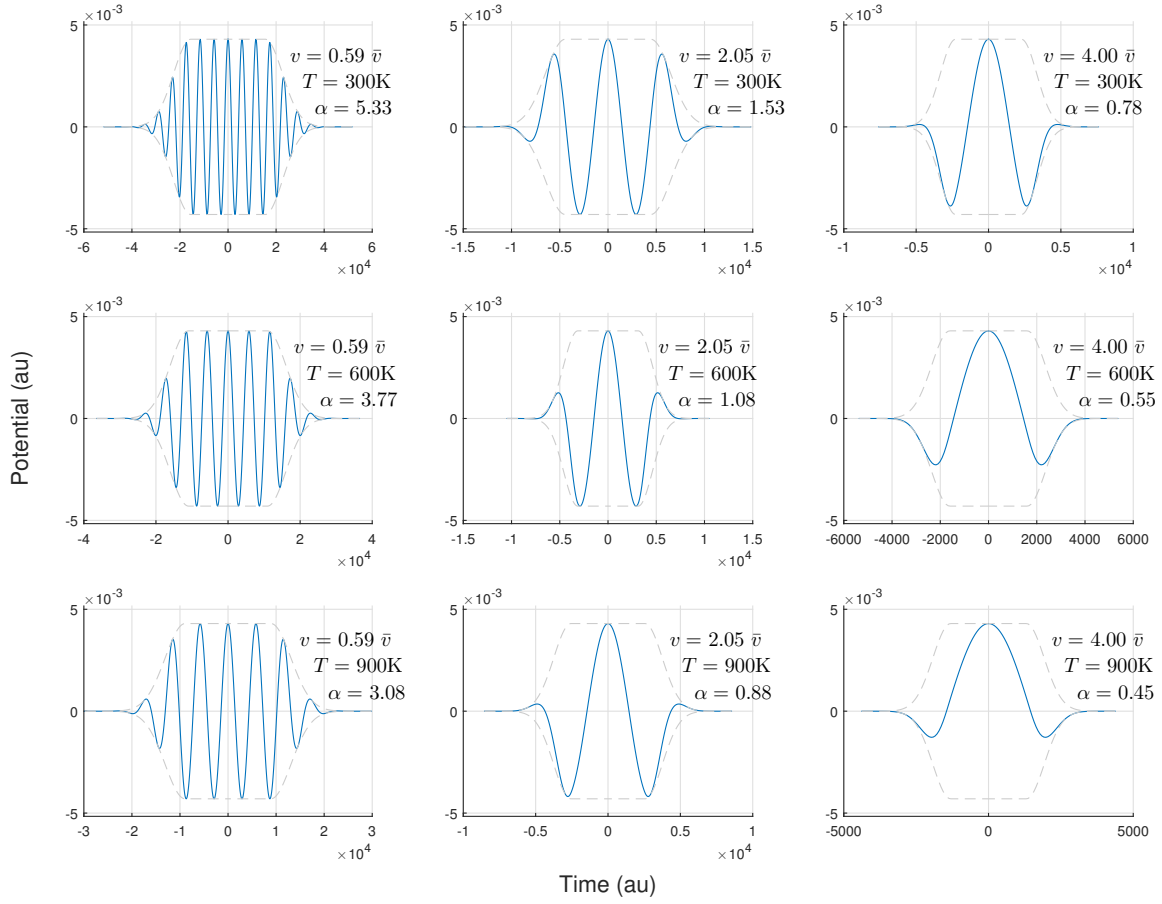 ×10⁻³
5
0
-5
v = 0.59 v̄
T = 300K
α = 5.33
-6 -4 -2 0 2 4 6
×10⁴
×10⁻³
5
0
-5
v = 2.05 v̄
T = 300K
α = 1.53
-1.5 -1 -0.5 0 0.5 1 1.5
×10⁴
×10⁻³
5
0
-5
v = 4.00 v̄
T = 300K
α = 0.78
-1 -0.5 0 0.5 1
×10⁴
Potential (au)
×10⁻³
5
0
-5
v = 0.59 v̄
T = 600K
α = 3.77
-4 -2 0 2 4
×10⁴
×10⁻³
5
0
-5
v = 2.05 v̄
T = 600K
α = 1.08
-1.5 -1 -0.5 0 0.5 1 1.5
×10⁴
×10⁻³
5
0
-5
v = 4.00 v̄
T = 600K
α = 0.55
-6000 -4000 -2000 0 2000 4000 6000
×10⁻³
5
0
-5
v = 0.59 v̄
T = 900K
α = 3.08
-3 -2 -1 0 1 2 3
×10⁴
×10⁻³
5
0
-5
v = 2.05 v̄
T = 900K
α = 0.88
-1 -0.5 0 0.5 1
×10⁴
×10⁻³
5
0
-5
v = 4.00 v̄
T = 900K
α = 0.45
-5000 0 5000
Time (au)